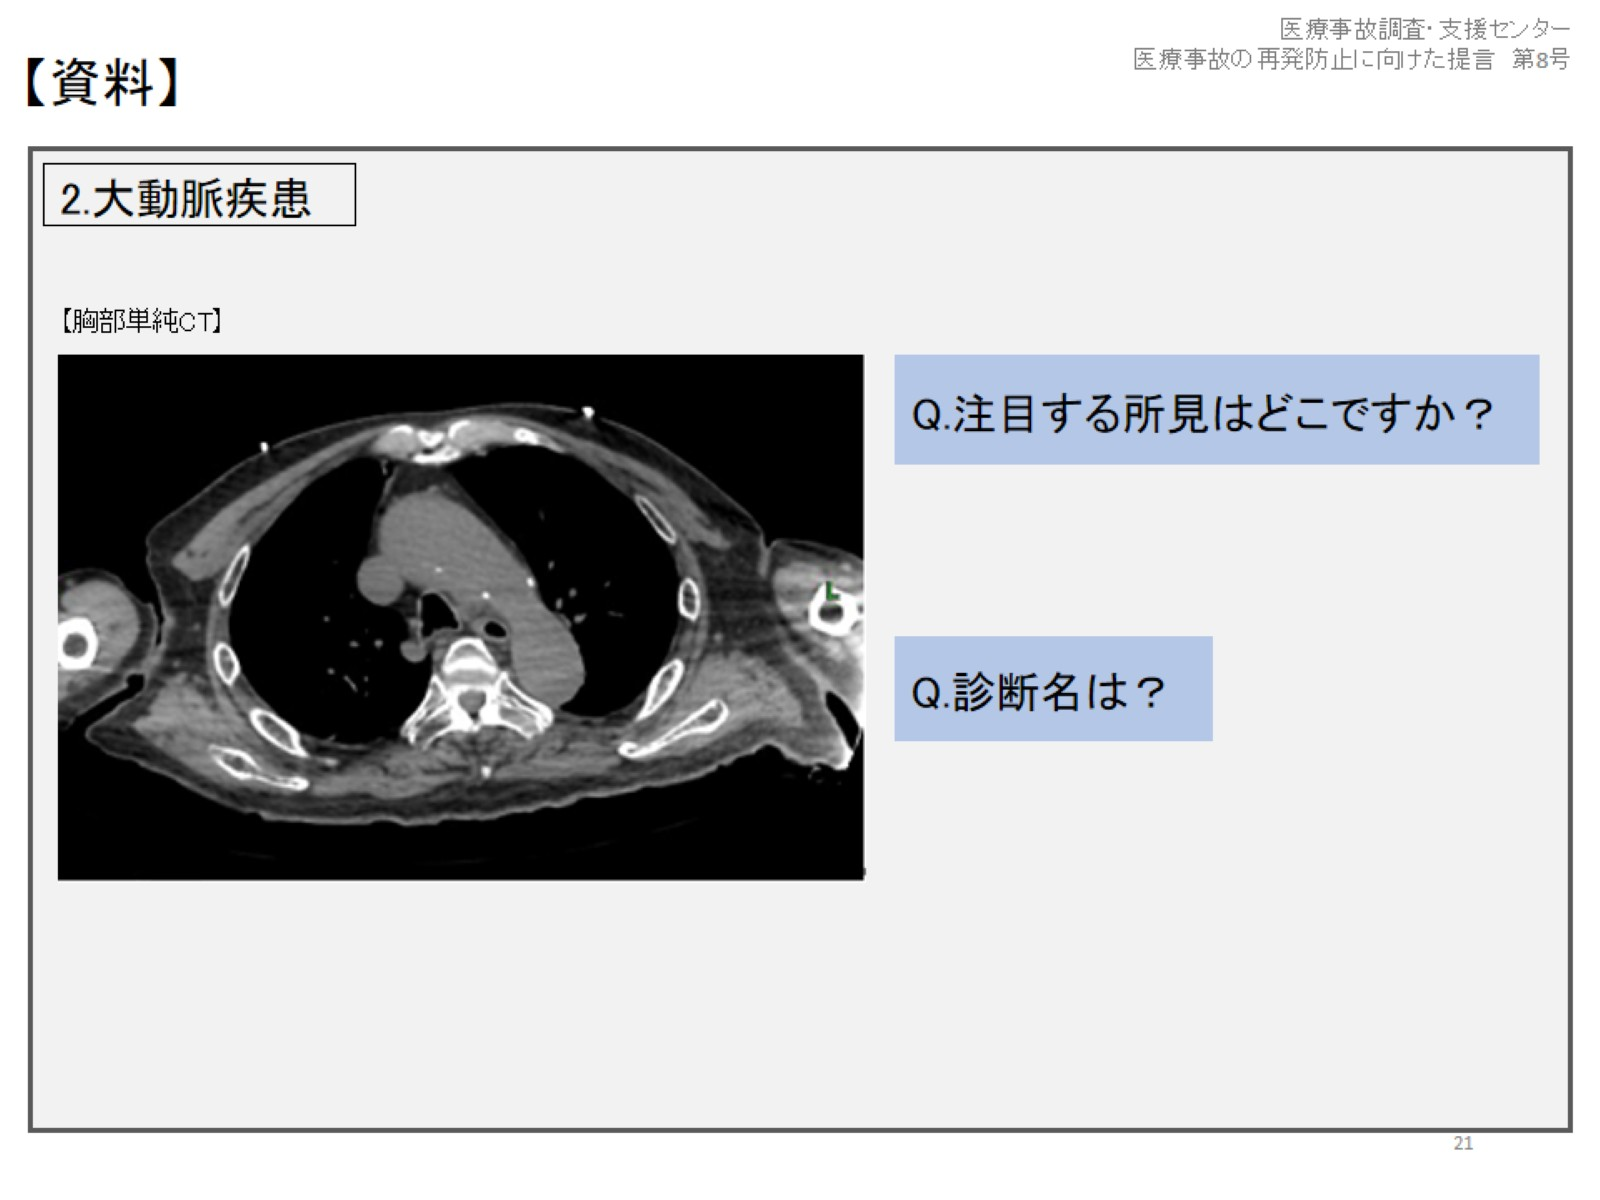 医療事故調査・支援センター
医療事故の再発防止に向けた提言　第8号
【資料】
2.大動脈疾患
【胸部単純CT】
Q.注目する所見はどこですか？
L
Q.診断名は？
21